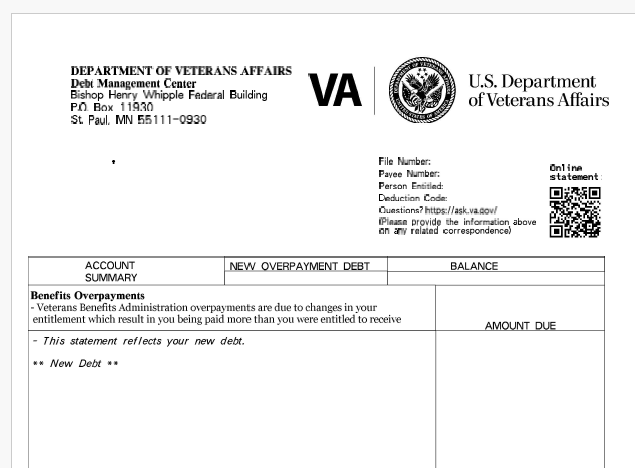 DEPARTMENT OF VETERANS AFFAIRS
Debt Management Center
Bishop Henry Whipple Federal Building
P.O. Box 11930
St. Paul, MN 55111-0930
VA
U.S. Department
of Veterans Affairs
File Number:
Payee Number:
Person Entitled:
Deduction Code:
Questions? https://ask.va.gov/
(Please provide the information above
on any related correspondence)
Online
statement:
ACCOUNT
SUMMARY
NEW OVERPAYMENT DEBT
BALANCE
Benefits Overpayments
- Veterans Benefits Administration overpayments are due to changes in your
entitlement which result in you being paid more than you were entitled to receive
AMOUNT DUE
- This statement reflects your new debt.
** New Debt **